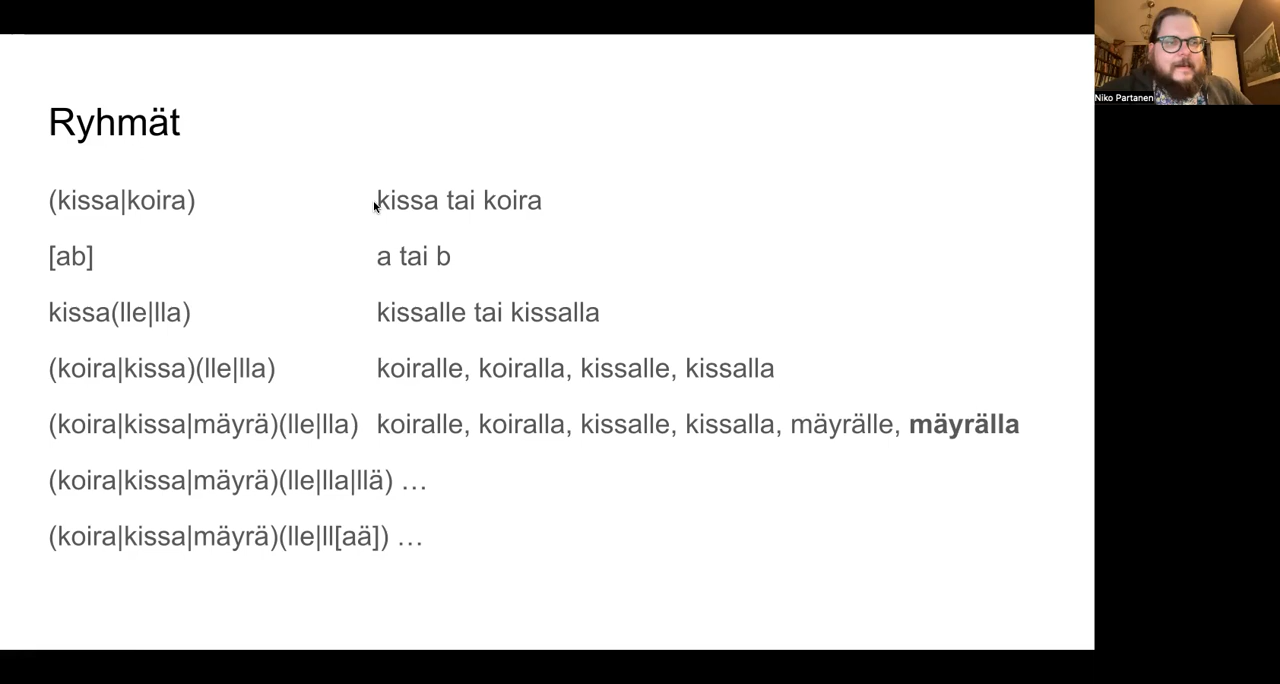 Ryhmät
(kissa|koira) kissa tai koira
[ab] a tai b
kissa(lle|lla) kissalle tai kissalla
(koira|kissa)(lle|lla) koiralle, koiralla, kissalle, kissalla
(koira|kissa|mäyrä)(lle|lla) koiralle, koiralla, kissalle, kissalla, mäyrälle, mäyrälla
(koira|kissa|mäyrä)(lle|lla|llä) …
(koira|kissa|mäyrä)(lle|ll[aä]) …
Niko Partanen